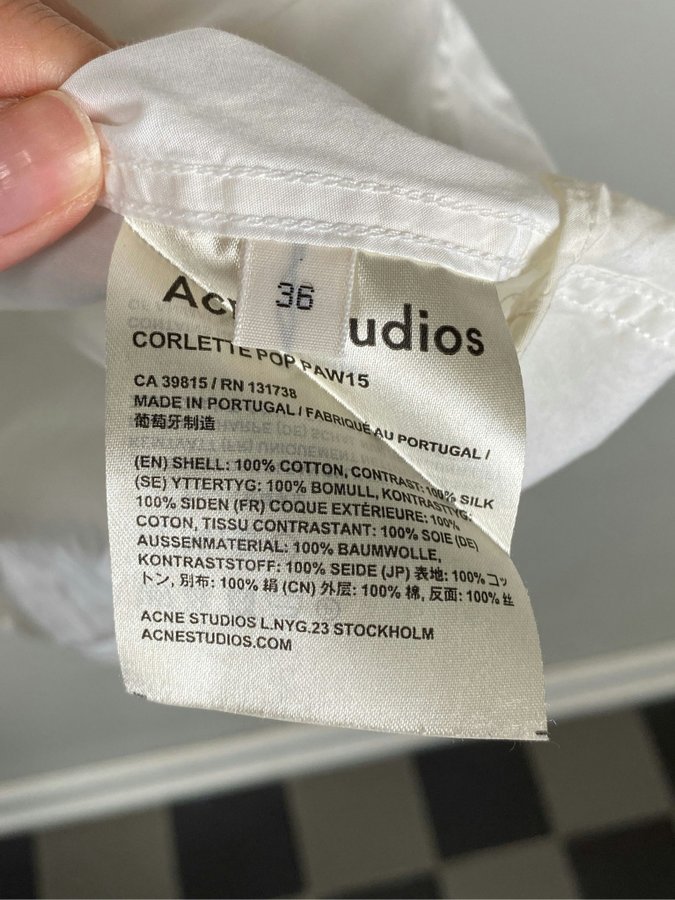 36
Ac udios
CORLETTE POP PAW15
CA 39815 / RN 131738
MADE IN PORTUGAL / FABRIQUÉ AU PORTUGAL /
葡萄牙制造
(EN) SHELL: 100% COTTON, CONTRAST: 100% SILK
(SE) YTTERTYG: 100% BOMULL, KONTRASTTYG:
100% SIDEN (FR) COQUE EXTÉRIEURE: 100%
COTON, TISSU CONTRASTANT: 100% SOIE (DE)
AUSSENMATERIAL: 100% BAUMWOLLE,
KONTRASTSTOFF: 100% SEIDE (JP) 表地: 100% コッ
トン, 別布: 100% 絹 (CN) 外层: 100% 棉, 反面: 100% 丝
ACNE STUDIOS L.NYG.23 STOCKHOLM
ACNESTUDIOS.COM